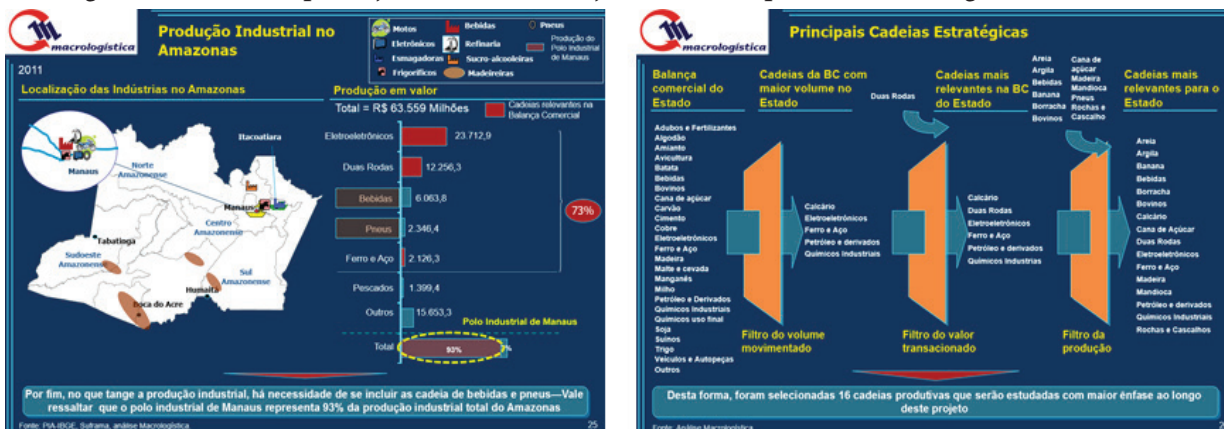 macrologística
Produção Industrial no
Amazonas
Motos
Bebidas
Pneus
Eletrônicos
Refinaria
Produção do
Polo Industrial
de Manaus
Esmagadoras
Sucro-alcooleiras
Frigoríficos
Madeireiras
2011
Localização das Indústrias no Amazonas
Itacoatiara
Manaus
Norte
Amazonense
Manaus
Centro
Amazonense
Tabatinga
Sudoeste
Amazonense
Sul
Amazonense
Humaitá
Boca do Acre
Produção em valor
Total = R$ 63.559 Milhões
Cadeias relevantes na
Balança Comercial
Eletroeletrônicos 23.712,9
Duas Rodas 12.256,3
Bebidas 6.063,8
73%
Pneus 2.346,4
Ferro e Aço 2.126,3
Pescados 1.399,4
Outros 15.653,3
Polo Industrial de Manaus
Total 93%
Por fim, no que tange a produção industrial, há necessidade de se incluir as cadeia de bebidas e pneus—Vale
ressaltar que o polo industrial de Manaus representa 93% da produção industrial total do Amazonas
Fonte: PIA-IBGE, Suframa, análise Macrologística
25
macrologística
Principais Cadeias Estratégicas
Balança
comercial do
Estado
Adubos e Fertilizantes
Algodão
Amianto
Avicultura
Batata
Bebidas
Bovinos
Cana de açúcar
Carvão
Cimento
Cobre
Eletroeletrônicos
Ferro e Aço
Madeira
Malte e cevada
Manganês
Milho
Petróleo e Derivados
Químicos Industriais
Químicos uso final
Soja
Suínos
Trigo
Veículos e Autopeças
Outros
Cadeias da BC com
maior volume no
Estado
Calcário
Eletroeletrônicos
Ferro e Aço
Petróleo e derivados
Químicos Industriais
Filtro do volume
movimentado
Duas Rodas
Cadeias mais
relevantes na BC
do Estado
Calcário
Duas Rodas
Eletroeletrônicos
Ferro e Aço
Petróleo e derivados
Químicos Industrias
Filtro do valor
transacionado
Areia
Argila
Bebidas
Banana
Borracha
Bovinos
Cana de
açúcar
Madeira
Mandioca
Pneus
Rochas e
Cascalho
Cadeias mais
relevantes para o
Estado
Areia
Argila
Banana
Bebidas
Borracha
Bovinos
Calcário
Cana de Açúcar
Duas Rodas
Eletroeletrônicos
Ferro e Aço
Madeira
Mandioca
Petróleo e derivados
Químicos Industriais
Rochas e Cascalhos
Filtro da
produção
Desta forma, foram selecionadas 16 cadeias produtivas que serão estudadas com maior ênfase ao longo
deste projeto
Fonte: Análise Macrologística